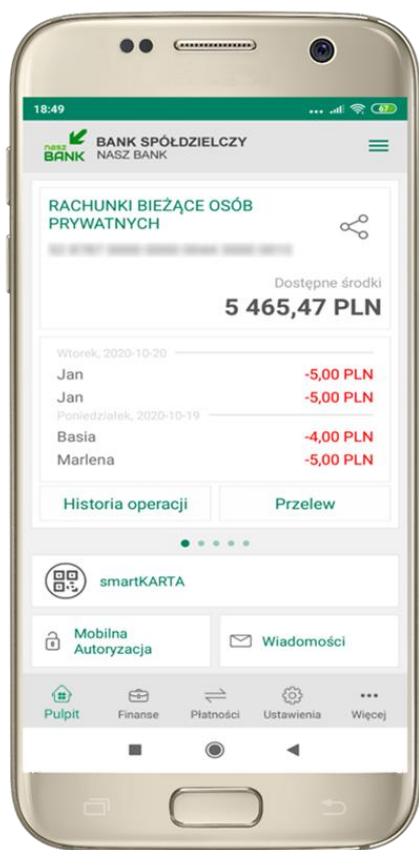 18:49
67
nasz
BANK
BANK SPÓŁDZIELCZY
NASZ BANK
RACHUNKI BIEŻĄCE OSÓB
PRYWATNYCH
Dostępne środki
5 465,47 PLN
Wtorek, 2020-10-20
Jan -5,00 PLN
Jan -5,00 PLN
Poniedziałek, 2020-10-19
Basia -4,00 PLN
Marlena -5,00 PLN
Historia operacji Przelew
smartKARTA
Mobilna
Autoryzacja
Wiadomości
Pulpit Finanse Płatności Ustawienia Więcej